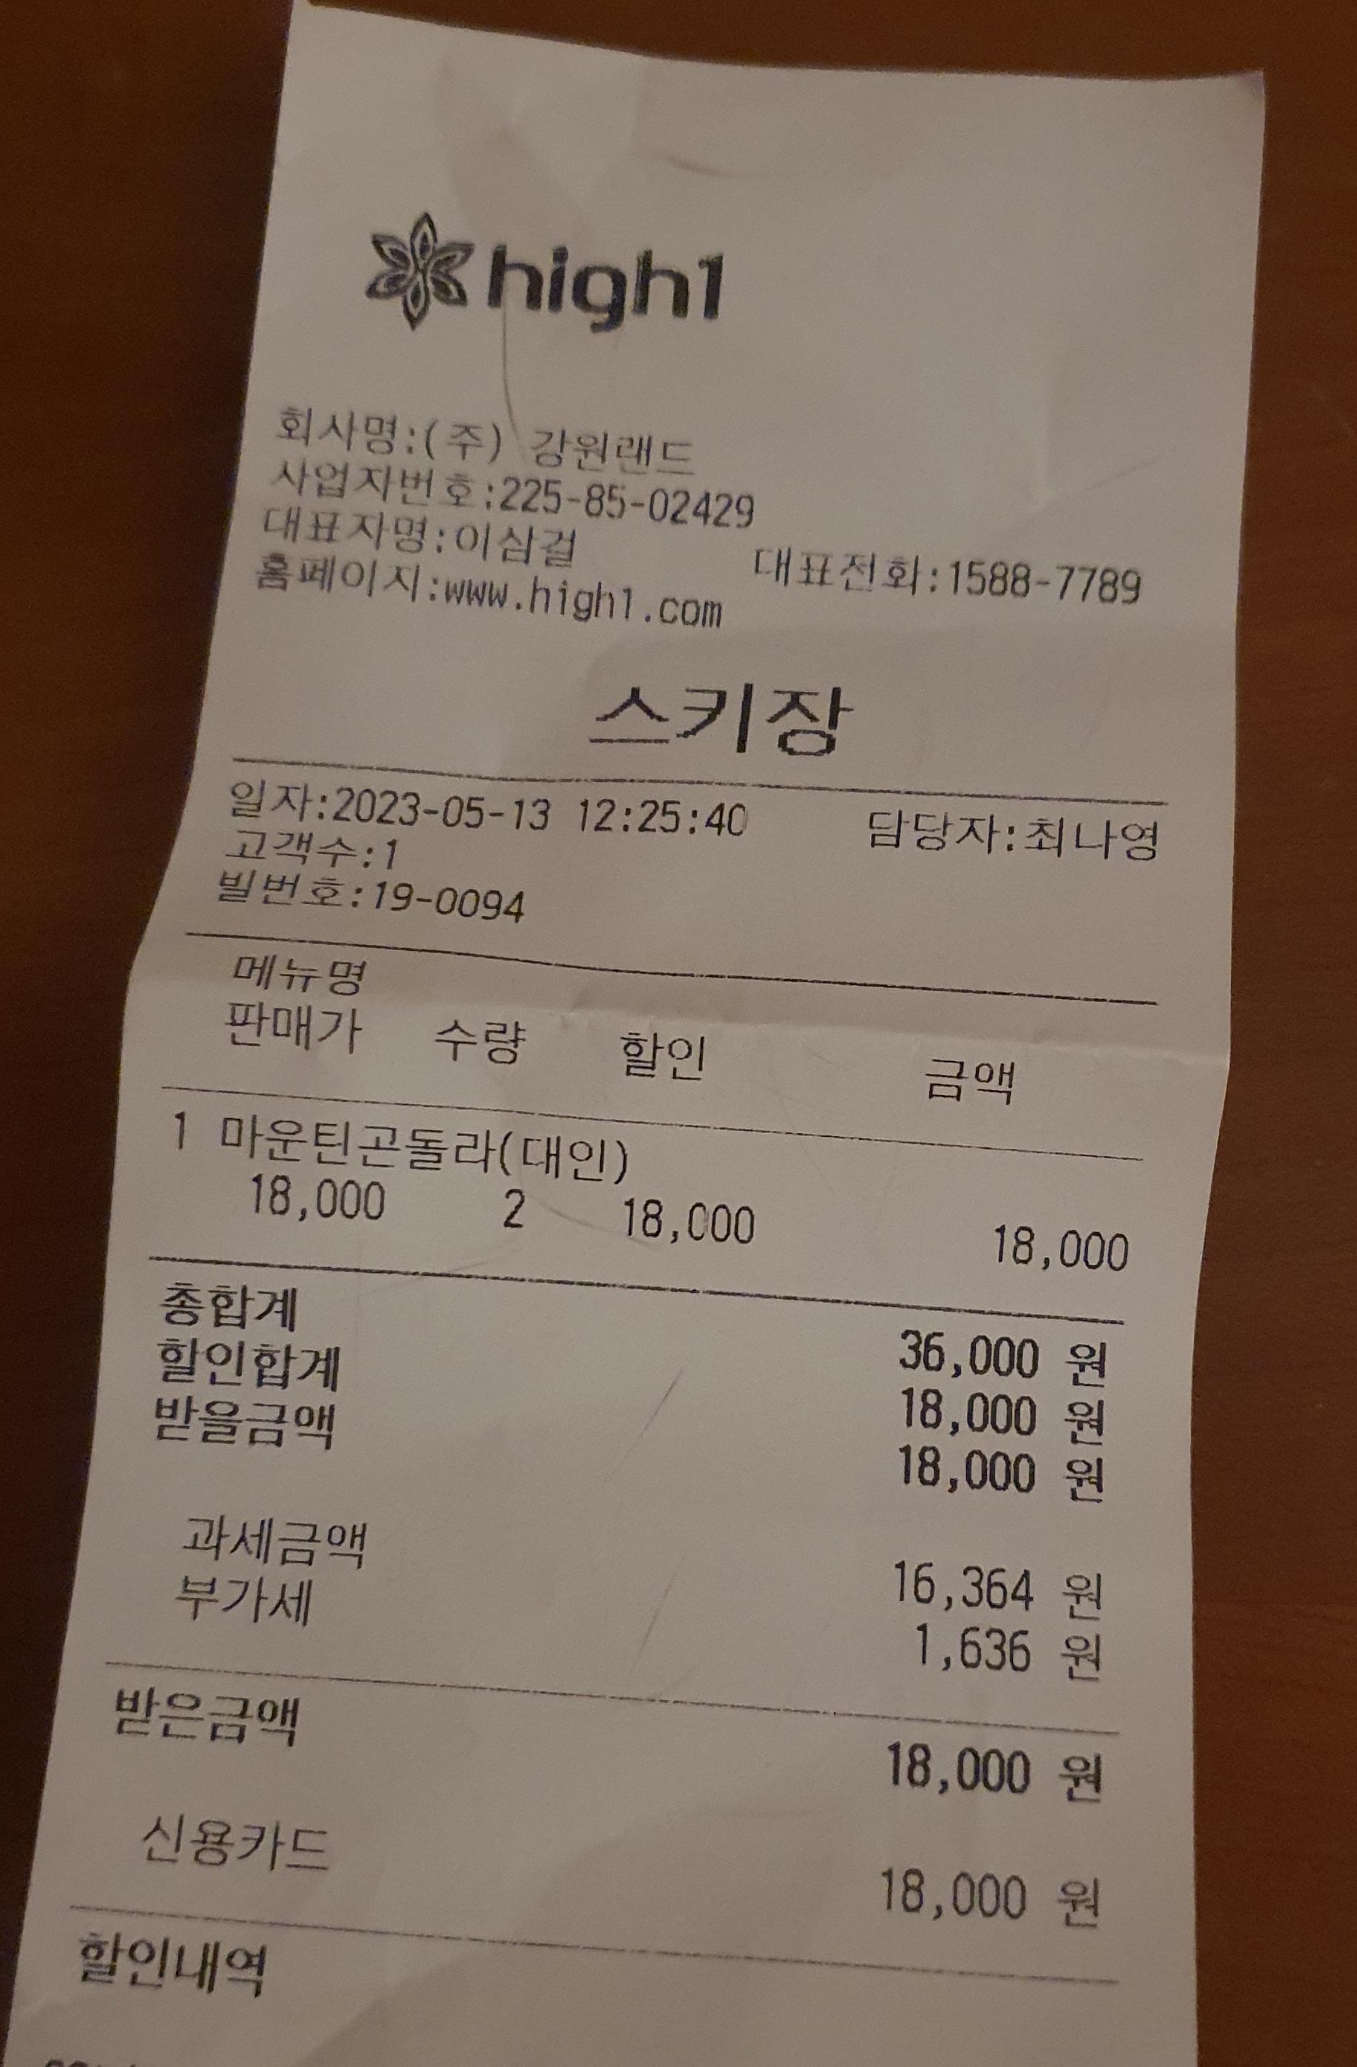 high1
회사명:(주) 강원랜드
사업자번호:225-85-02429
대표자명:이삼걸 대표전화:1588-7789
홈페이지:www.high1.com
스키장
일자:2023-05-13 12:25:40 담당자:최나영
고객수:1
빌번호:19-0094
메뉴명
판매가 수량 할인 금액
1 마운틴곤돌라(대인)
18,000 2 18,000 18,000
총합계 36,000 원
할인합계 18,000 원
받을금액 18,000 원
과세금액 16,364 원
부가세 1,636 원
받은금액 18,000 원
신용카드 18,000 원
할인내역